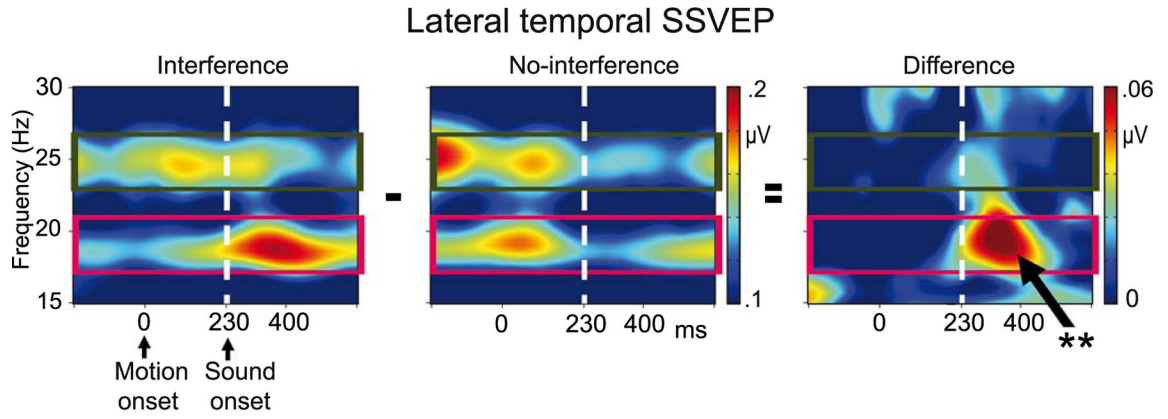 Lateral temporal SSVEP
Interference
No-interference
Difference
Frequency (Hz)
30
25
20
15
.2
µV
.1
.06
µV
0
-
=
0 230 400
0 230 400 ms
0 230 400
**
Motion onset
Sound onset